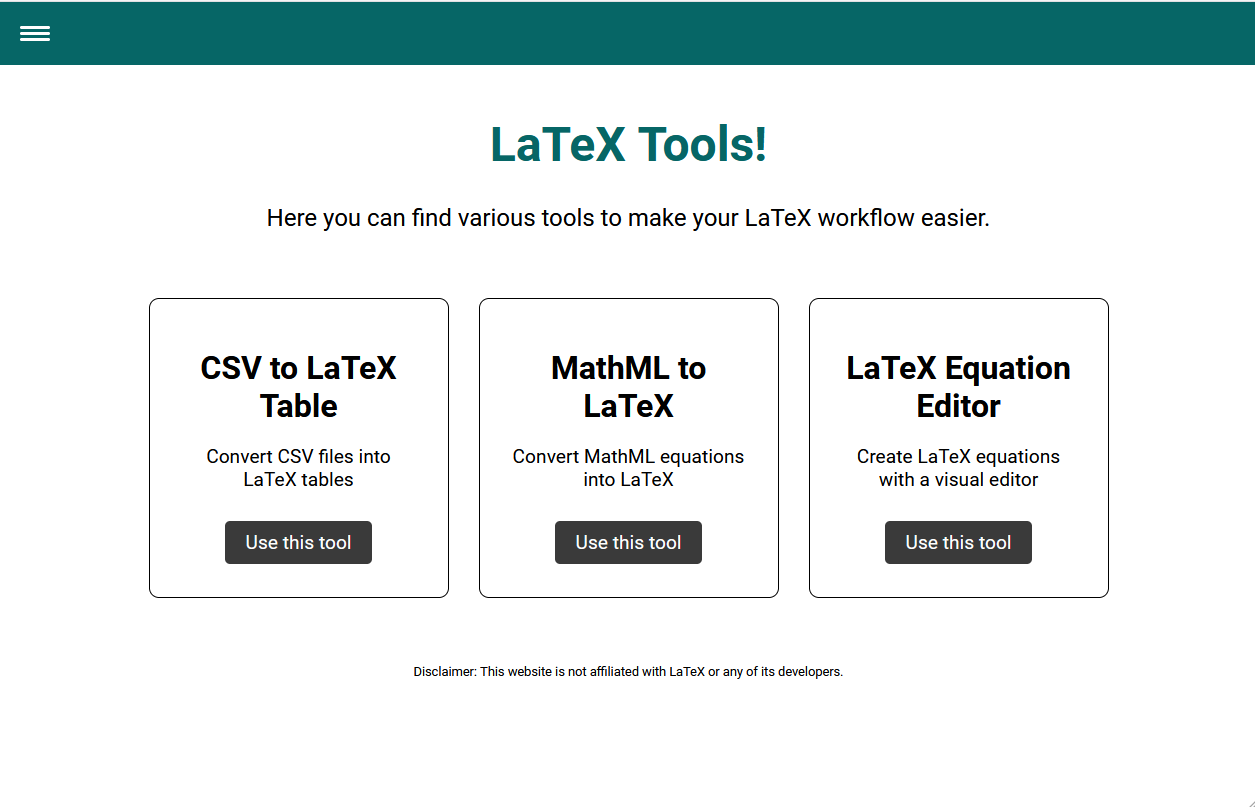 LaTeX Tools!
Here you can find various tools to make your LaTeX workflow easier.
CSV to LaTeX
Table
Convert CSV files into
LaTeX tables
Use this tool
MathML to
LaTeX
Convert MathML equations
into LaTeX
Use this tool
LaTeX Equation
Editor
Create LaTeX equations
with a visual editor
Use this tool
Disclaimer: This website is not affiliated with LaTeX or any of its developers.